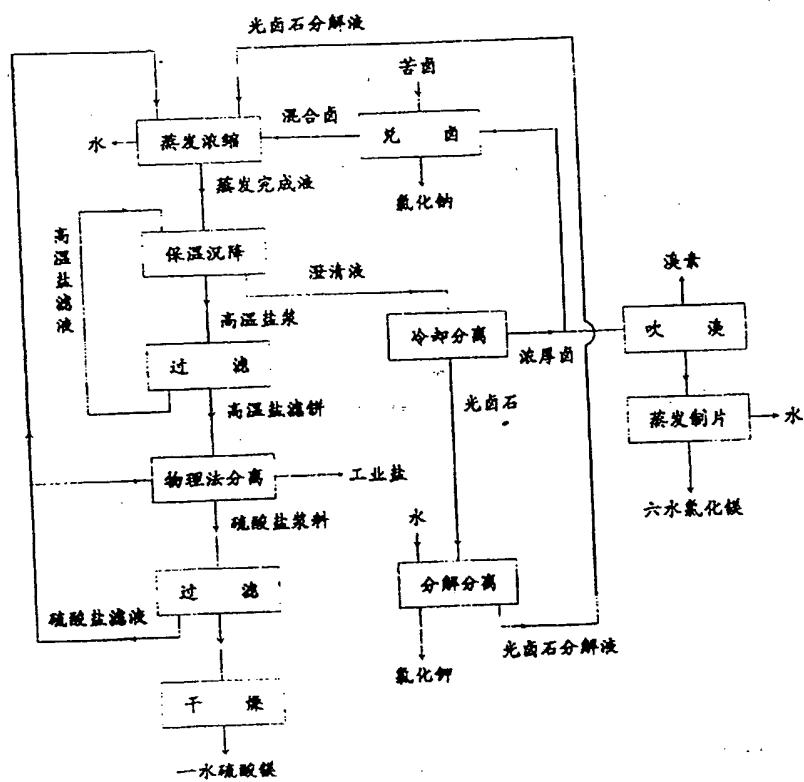 光卤石分解液
苦卤
混合卤
水
蒸发浓缩
兑 卤
蒸发完成液
氯化钠
高温盐滤液
保温沉降
澄清液
溴素
高温盐浆
冷却分离
浓厚卤
吹 溴
过 滤
高温盐滤饼
光卤石
蒸发制片
水
物理法分离
工业盐
六水氯化镁
硫酸盐浆料
水
过 滤
分解分离
硫酸盐滤液
光卤石分解液
氯化钾
干 燥
一水硫酸镁